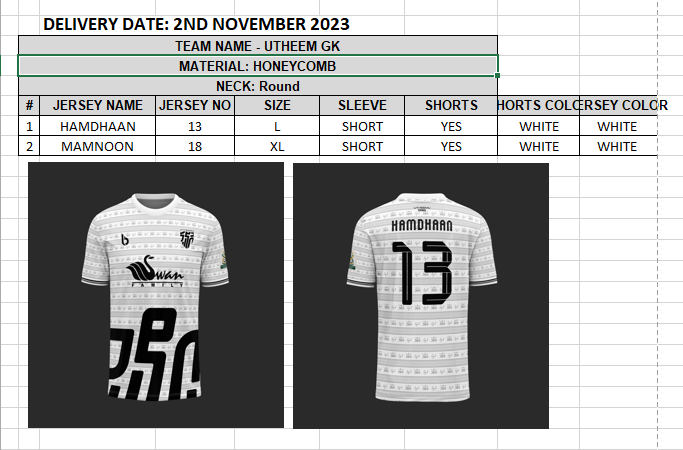 DELIVERY DATE: 2ND NOVEMBER 2023
TEAM NAME - UTHEEM GK
MATERIAL: HONEYCOMB
NECK: Round
# JERSEY NAME JERSEY NO SIZE SLEEVE SHORTS HORTS COLO ERSEY COLOR
1 HAMDHAAN 13 L SHORT YES WHITE WHITE
2 MAMNOON 18 XL SHORT YES WHITE WHITE
Swan
FAMILY
HAMDHAAN
13